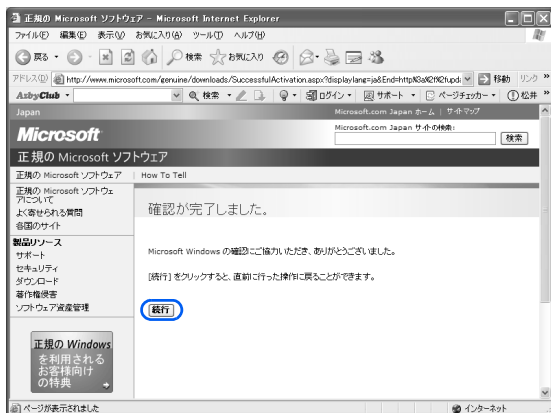 正規の Microsoft ソフトウェア - Microsoft Internet Explorer
ファイル(F) 編集(E) 表示(V) お気に入り(A) ツール(T) ヘルプ(H)
戻る 検索 お気に入り
アドレス(D) http://www.microsoft.com/genuine/downloads/SuccessfulActivation.aspx?displaylang=ja&End=http%3a%2f%2fupd 移動 リンク »
AzbyClub 検索 ログイン サポート ページチェッカー 松井 »
Japan Microsoft.com Japan ホーム | サイトマップ
Microsoft
Microsoft.com Japan サイトの検索:
検索
正規の Microsoft ソフトウェア
正規の Microsoft ソフトウェア | How To Tell
正規の Microsoft ソフトウェアについて
よく寄せられる質問
各国のサイト
製品リソース
サポート
セキュリティ
ダウンロード
著作権侵害
ソフトウェア資産管理
正規の Windows
を利用される
お客様向け
の特典
確認が完了しました。
Microsoft Windows の確認にご協力いただき、ありがとうございました。
[続行] をクリックすると、直前に行った操作に戻ることができます。
続行
ページが表示されました インターネット